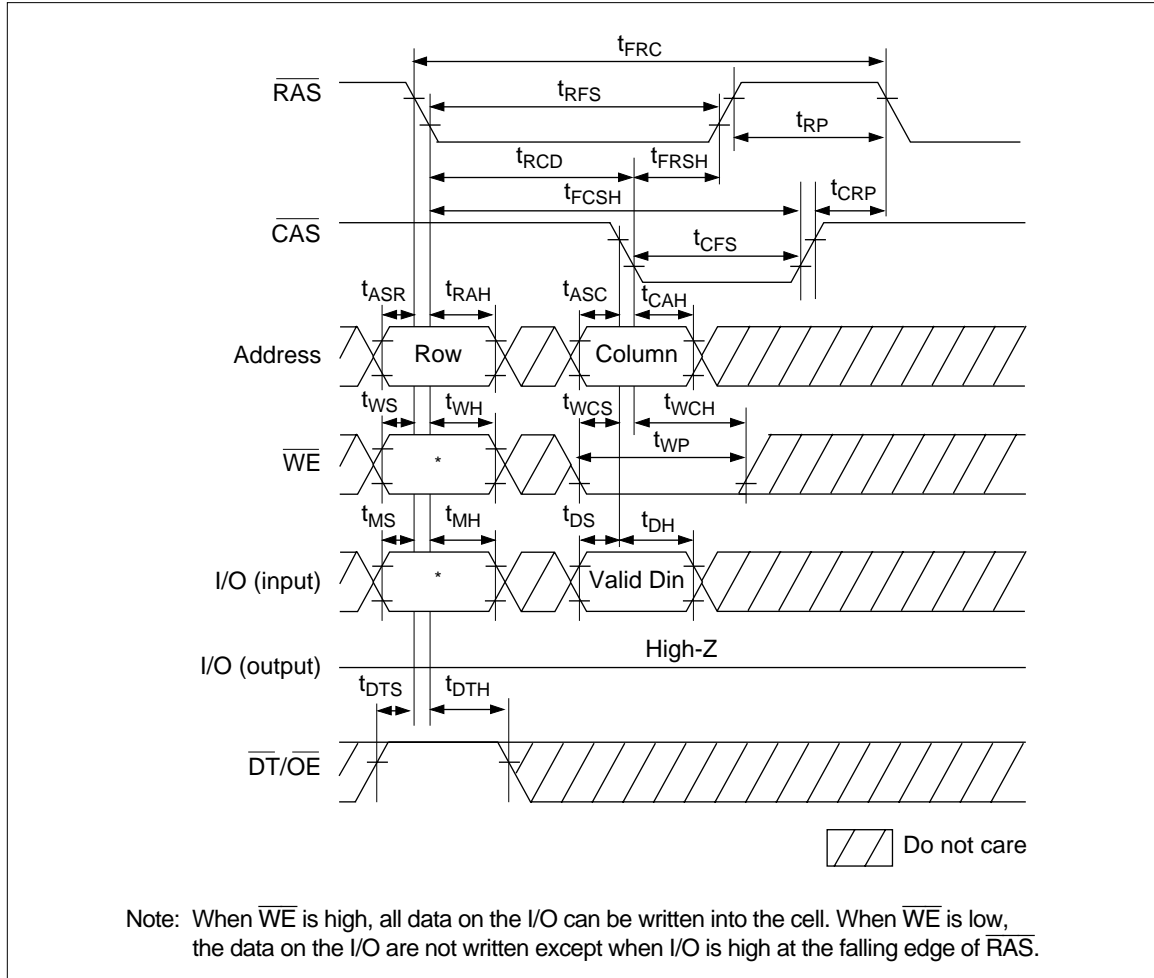 tFRC
RAS
tRFS
tRP
tRCD
tFRSH
tFCSH
tCRP
CAS
tCFS
tASR
tRAH
tASC
tCAH
Address
Row
Column
tWS
tWH
tWCS
tWCH
tWP
WE
*
tMS
tMH
tDS
tDH
I/O (input)
*
Valid Din
High-Z
I/O (output)
tDTS
tDTH
DT/OE
Do not care
Note: When WE is high, all data on the I/O can be written into the cell. When WE is low,
the data on the I/O are not written except when I/O is high at the falling edge of RAS.